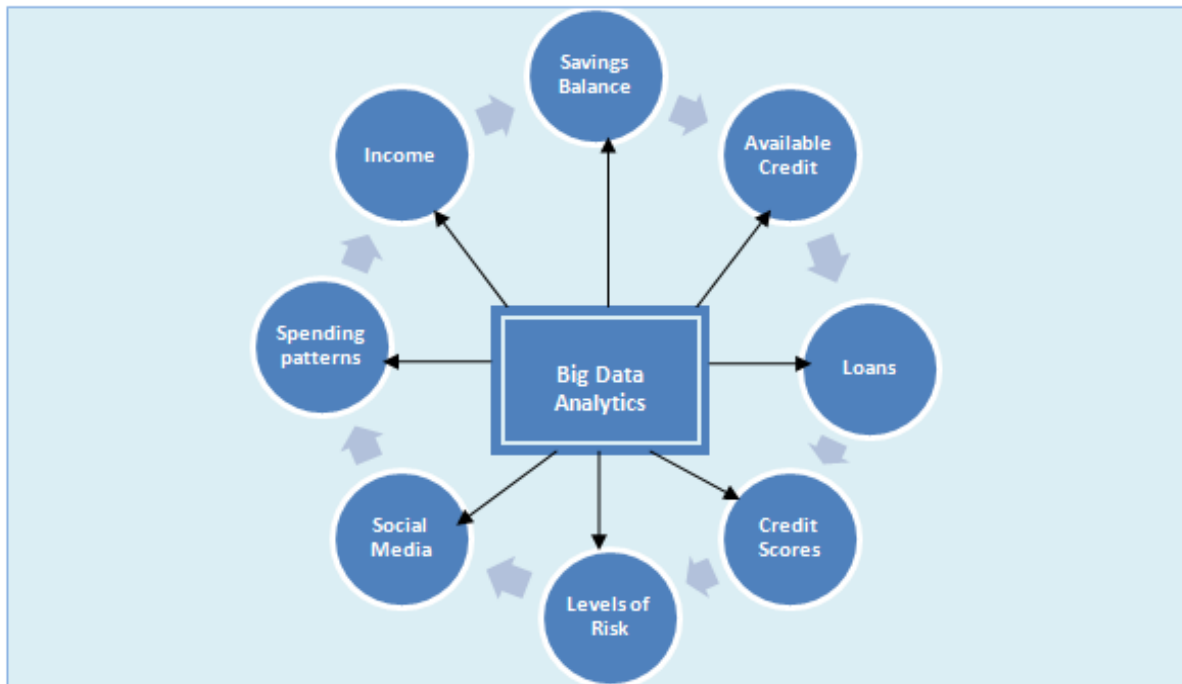 Savings
Balance
Available
Credit
Loans
Credit
Scores
Levels of
Risk
Social
Media
Spending
patterns
Income
Big Data
Analytics